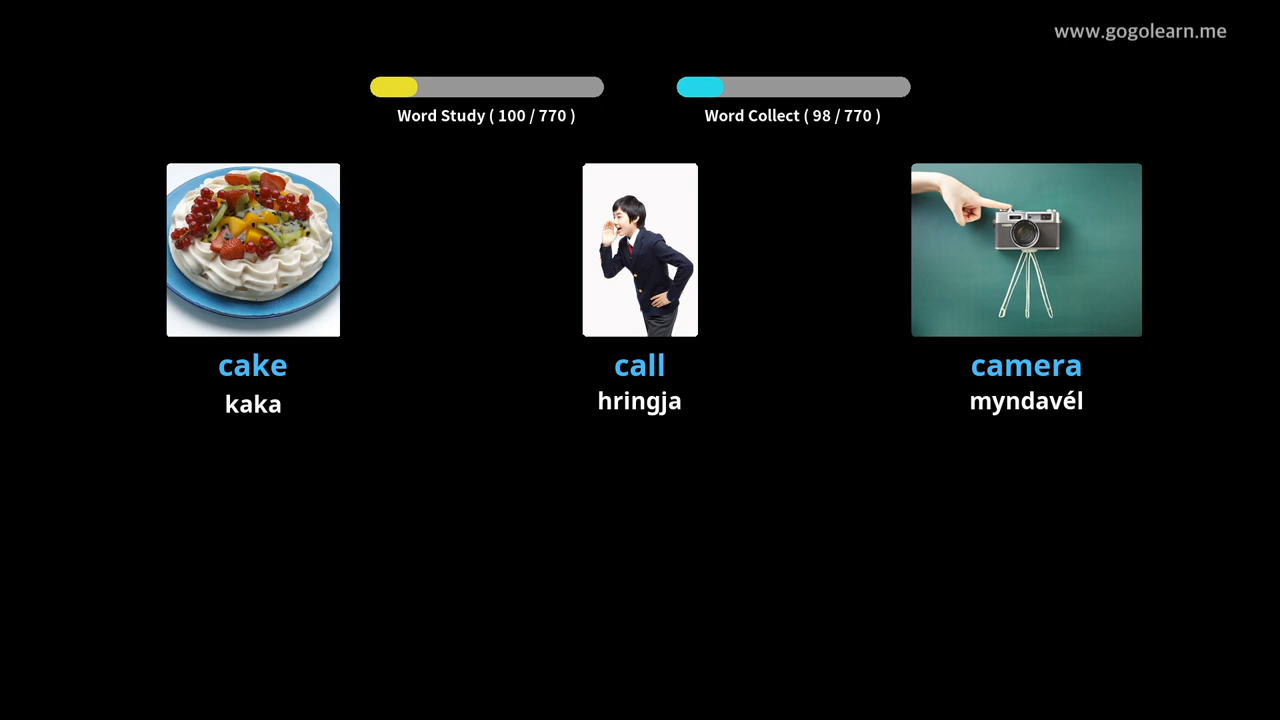 www.gogolearn.me
Word Study ( 100 / 770 )
Word Collect ( 98 / 770 )
cake
kaka
call
hringja
camera
myndavél